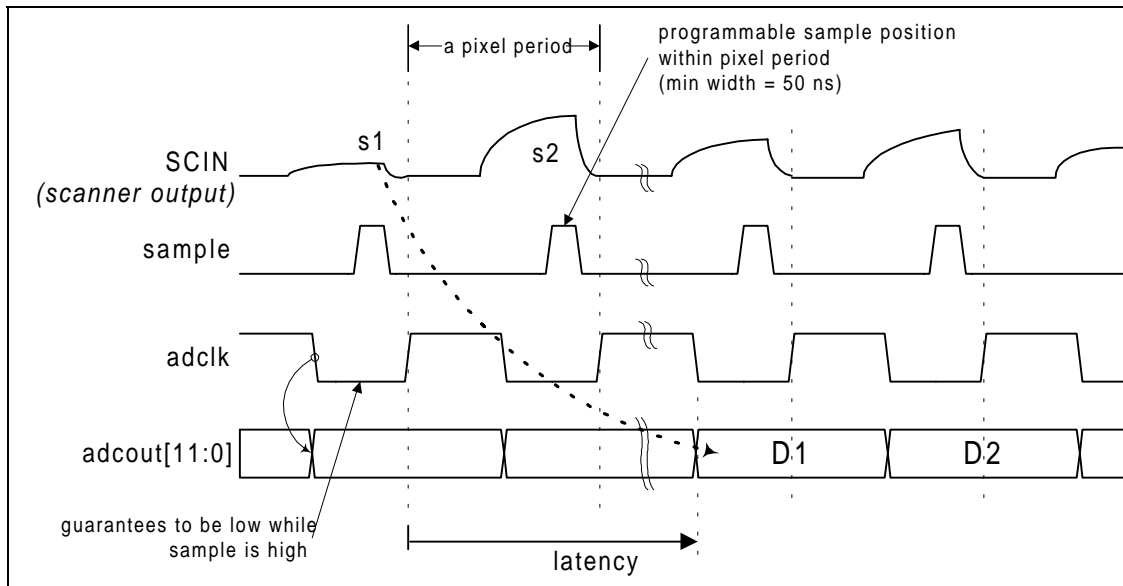 a pixel period
programmable sample position
within pixel period
(min width = 50 ns)
s1
s2
SCIN
(scanner output)
sample
adclk
adcout[11:0]
D1
D2
guarantees to be low while
sample is high
latency